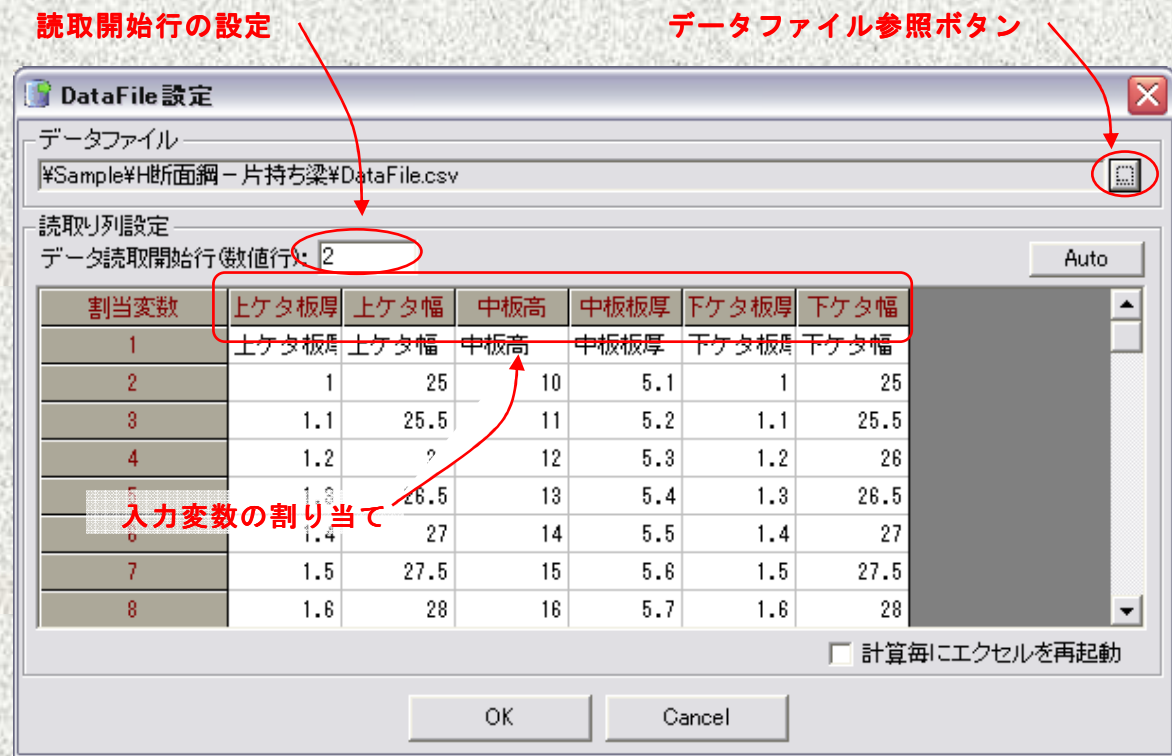 読取開始行の設定 データファイル参照ボタン
DataFile設定
データファイル
¥Sample¥H断面鋼－片持ち梁¥DataFile.csv
読取り列設定
データ読取開始行(数値行): 2 Auto
割当変数 上ケタ板厚 上ケタ幅 中板高 中板板厚 下ケタ板厚 下ケタ幅
1 上ケタ板厚 上ケタ幅 中板高 中板板厚 下ケタ板厚 下ケタ幅
2 1 25 10 5.1 1 25
3 1.1 25.5 11 5.2 1.1 25.5
4 1.2 12 5.3 1.2 26
5 1.3 26.5 13 5.4 1.3 26.5
入力変数の割り当て
6 1.4 27 14 5.5 1.4 27
7 1.5 27.5 15 5.6 1.5 27.5
8 1.6 28 16 5.7 1.6 28
計算毎にエクセルを再起動
OK Cancel